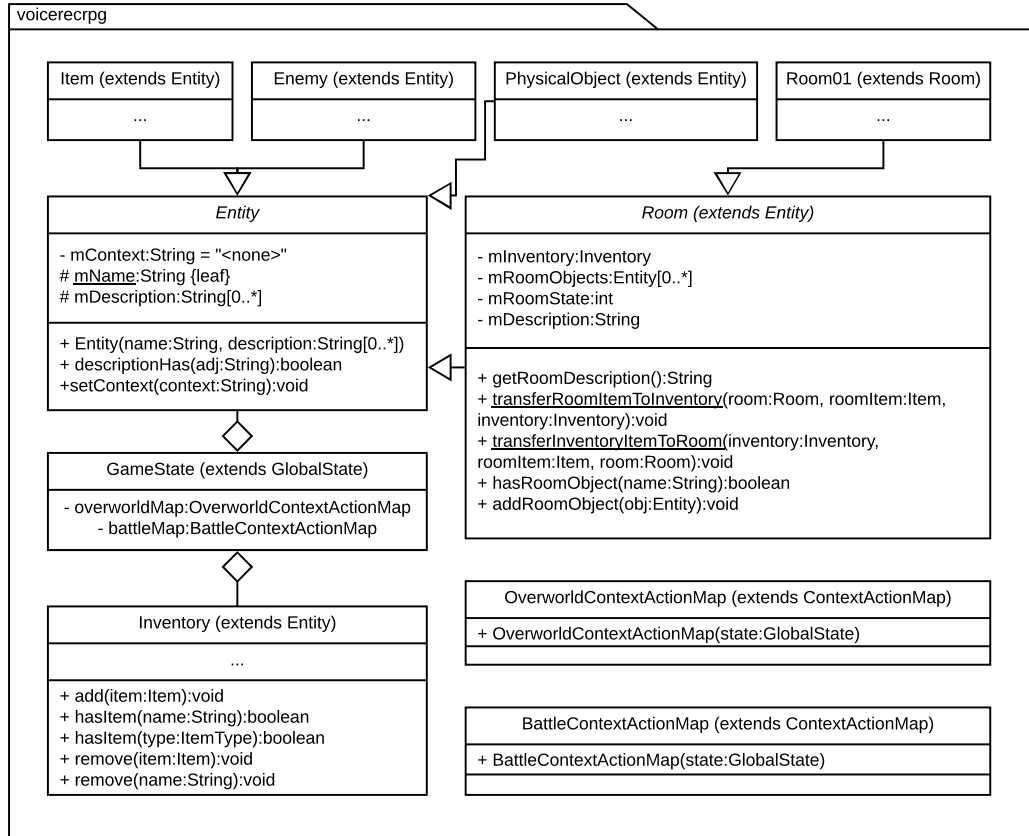 voicerecrpg
Item (extends Entity)
...
Enemy (extends Entity)
...
PhysicalObject (extends Entity)
...
Room01 (extends Room)
...
Entity
- mContext:String = "<none>"
# mName:String {leaf}
# mDescription:String[0..*]
+ Entity(name:String, description:String[0..*])
+ descriptionHas(adj:String):boolean
+setContext(context:String):void
Room (extends Entity)
- mInventory:Inventory
- mRoomObjects:Entity[0..*]
- mRoomState:int
- mDescription:String
+ getRoomDescription():String
+ transferRoomItemToInventory(room:Room, roomItem:Item,
inventory:Inventory):void
+ transferInventoryItemToRoom(inventory:Inventory,
roomItem:Item, room:Room):void
+ hasRoomObject(name:String):boolean
+ addRoomObject(obj:Entity):void
GameState (extends GlobalState)
- overworldMap:OverworldContextActionMap
- battleMap:BattleContextActionMap
Inventory (extends Entity)
...
+ add(item:Item):void
+ hasItem(name:String):boolean
+ hasItem(type:ItemType):boolean
+ remove(item:Item):void
+ remove(name:String):void
OverworldContextActionMap (extends ContextActionMap)
+ OverworldContextActionMap(state:GlobalState)
BattleContextActionMap (extends ContextActionMap)
+ BattleContextActionMap(state:GlobalState)